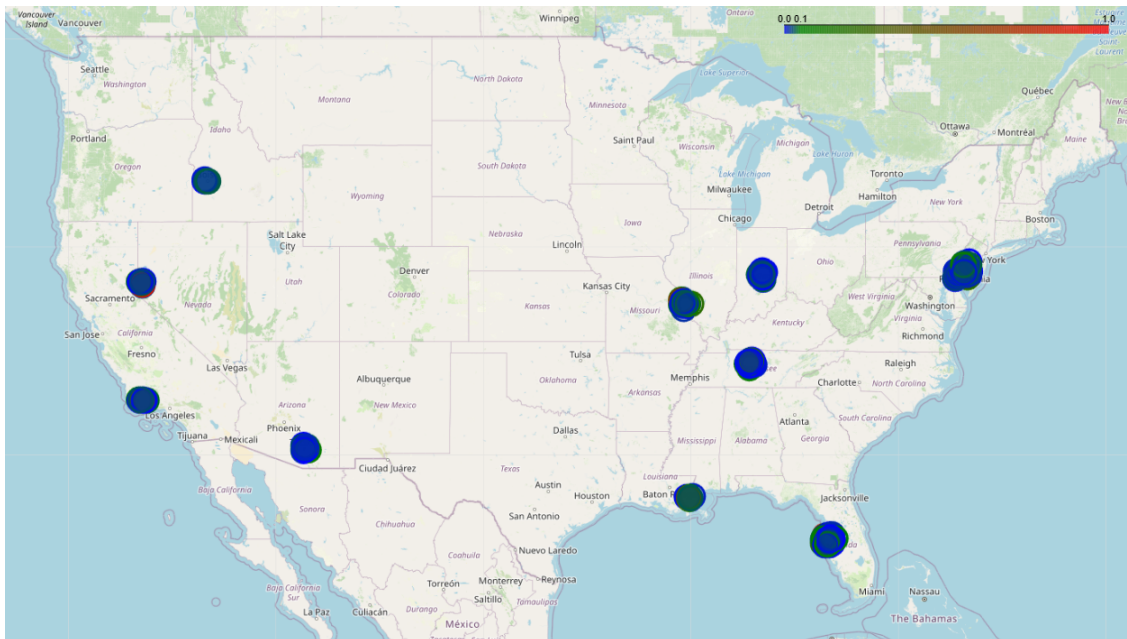 Vancouver
Island
Vancouver
Winnipeg
Ontario
0.0 0.1
1.0
Seattle
Washington
North Dakota
Lake Superior
Québec
Montana
Minnesota
Portland
Idaho
Ottawa
Montréal
Maine
Saint Paul
Wisconsin
Michigan
Lake Huron
Oregon
South Dakota
Lake Michigan
Toronto
Wyoming
Milwaukee
Hamilton
New York
Detroit
Boston
Chicago
Iowa
Salt Lake
City
Nebraska
Lincoln
Pennsylvania
Ohio
Denver
Illinois
Utah
Kansas City
Sacramento
Nevada
Colorado
Kansas
Missouri
West Virginia
Washington
San Jose
California
Kentucky
Virginia
Richmond
Fresno
Las Vegas
Tulsa
Raleigh
Albuquerque
Memphis
Charlotte
North Carolina
Oklahoma
Arkansas
Los Angeles
Arizona
New Mexico
Atlanta
South Carolina
Phoenix
Dallas
Mississippi
Alabama
Georgia
Tijuana
Mexicali
Ciudad Juárez
Texas
Louisiana
Baja California
Austin
Houston
Baton
Jacksonville
Sonora
San Antonio
Chihuahua
Nuevo Laredo
Coahuila
Reynosa
Miami
Nassau
Baja California
Sur
Torreón
Monterrey
Saltillo
Tamaulipas
The Bahamas
La Paz
Culiacán
Durango
México